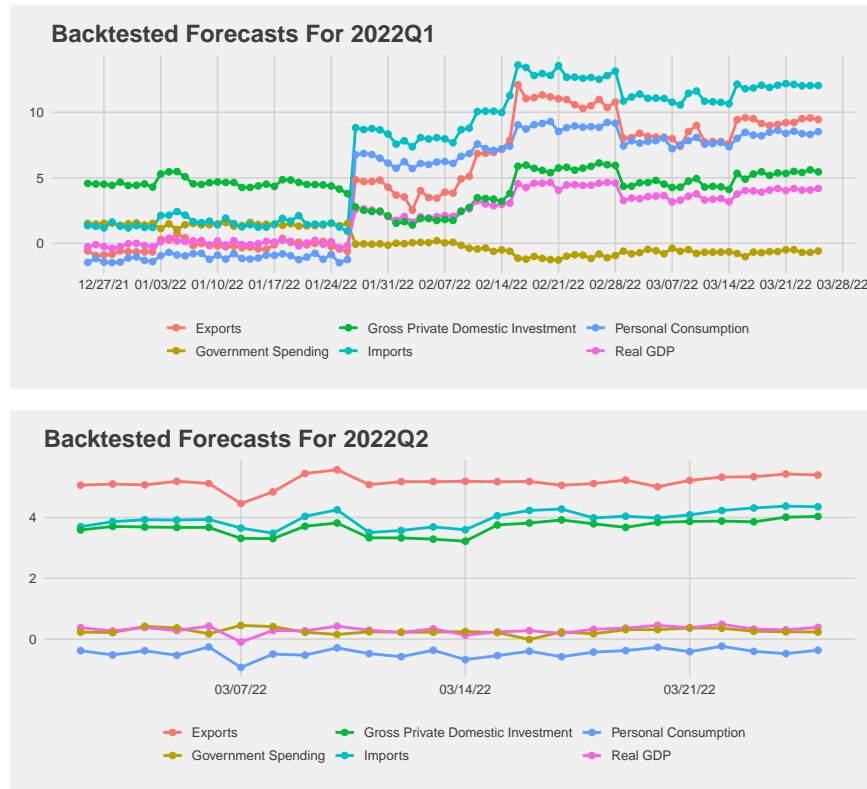 Backtested Forecasts For 2022Q1
10
5
0
12/27/21 01/03/22 01/10/22 01/17/22 01/24/22 01/31/22 02/07/22 02/14/22 02/21/22 02/28/22 03/07/22 03/14/22 03/21/22 03/28/22
Exports Gross Private Domestic Investment Personal Consumption
Government Spending Imports Real GDP
Backtested Forecasts For 2022Q2
4
2
0
03/07/22 03/14/22 03/21/22
Exports Gross Private Domestic Investment Personal Consumption
Government Spending Imports Real GDP